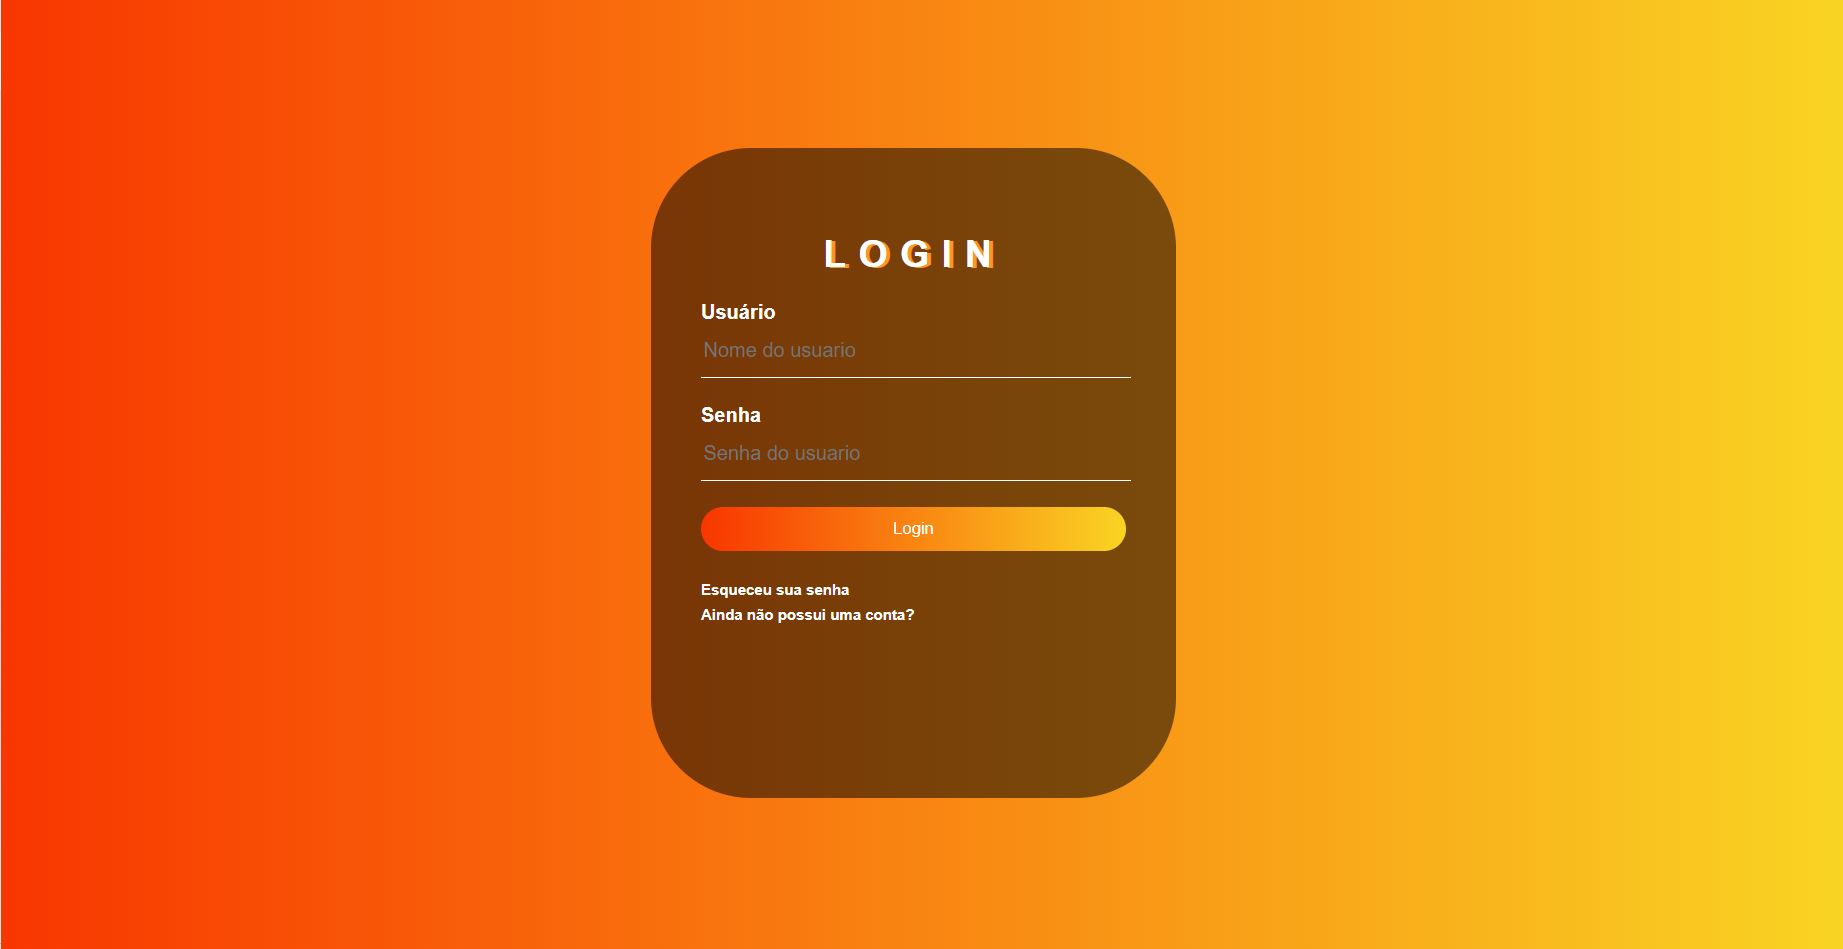 LOGIN
Usuário
Nome do usuario
Senha
Senha do usuario
Login
Esqueceu sua senha
Ainda não possui uma conta?